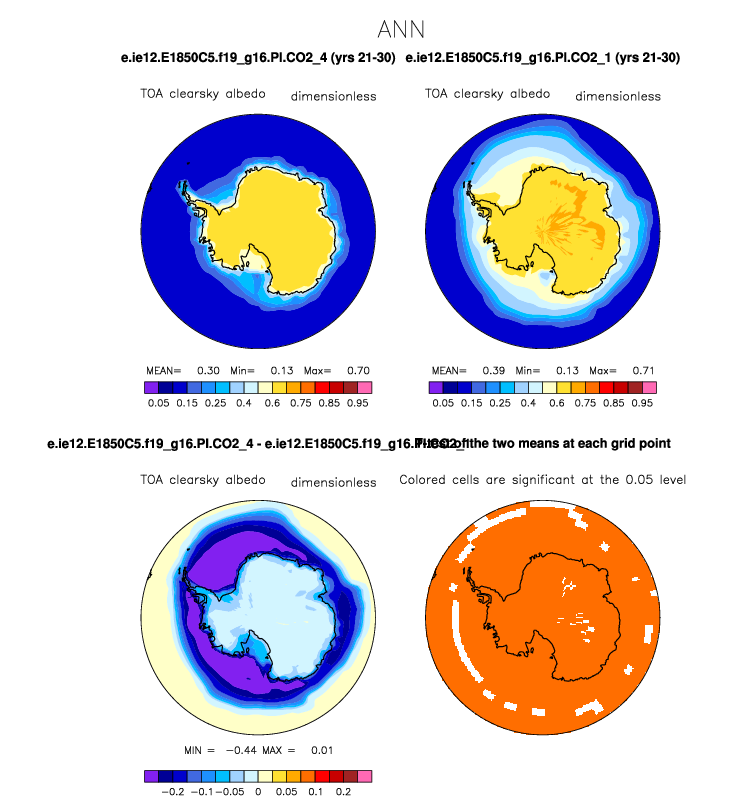 ANN
e.ie12.E1850C5.f19_g16.PI.CO2_4 (yrs 21-30) e.ie12.E1850C5.f19_g16.PI.CO2_1 (yrs 21-30)
TOA clearsky albedo dimensionless TOA clearsky albedo dimensionless
MEAN= 0.30 Min= 0.13 Max= 0.70 MEAN= 0.39 Min= 0.13 Max= 0.71
0.05 0.15 0.25 0.4 0.6 0.75 0.85 0.95 0.05 0.15 0.25 0.4 0.6 0.75 0.85 0.95
e.ie12.E1850C5.f19_g16.PI.CO2_4 - e.ie12.E1850C5.f19_g16. of the two means at each grid point
TOA clearsky albedo dimensionless Colored cells are significant at the 0.05 level
MIN = -0.44 MAX = 0.01
-0.2 -0.1 -0.05 0 0.05 0.1 0.2